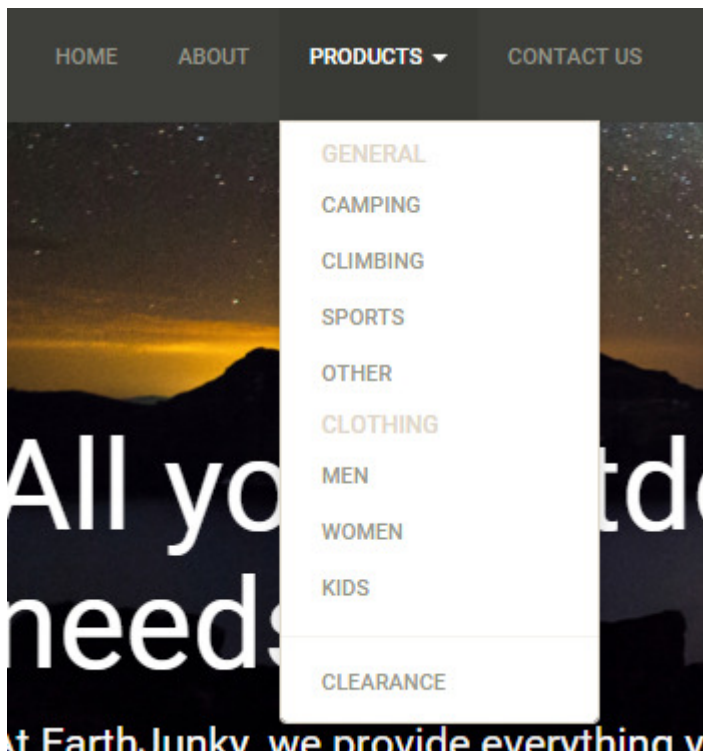 HOME ABOUT PRODUCTS CONTACT US
GENERAL
CAMPING
CLIMBING
SPORTS
OTHER
CLOTHING
MEN
WOMEN
KIDS
CLEARANCE
All
needs
At EarthJunky, we provide everything